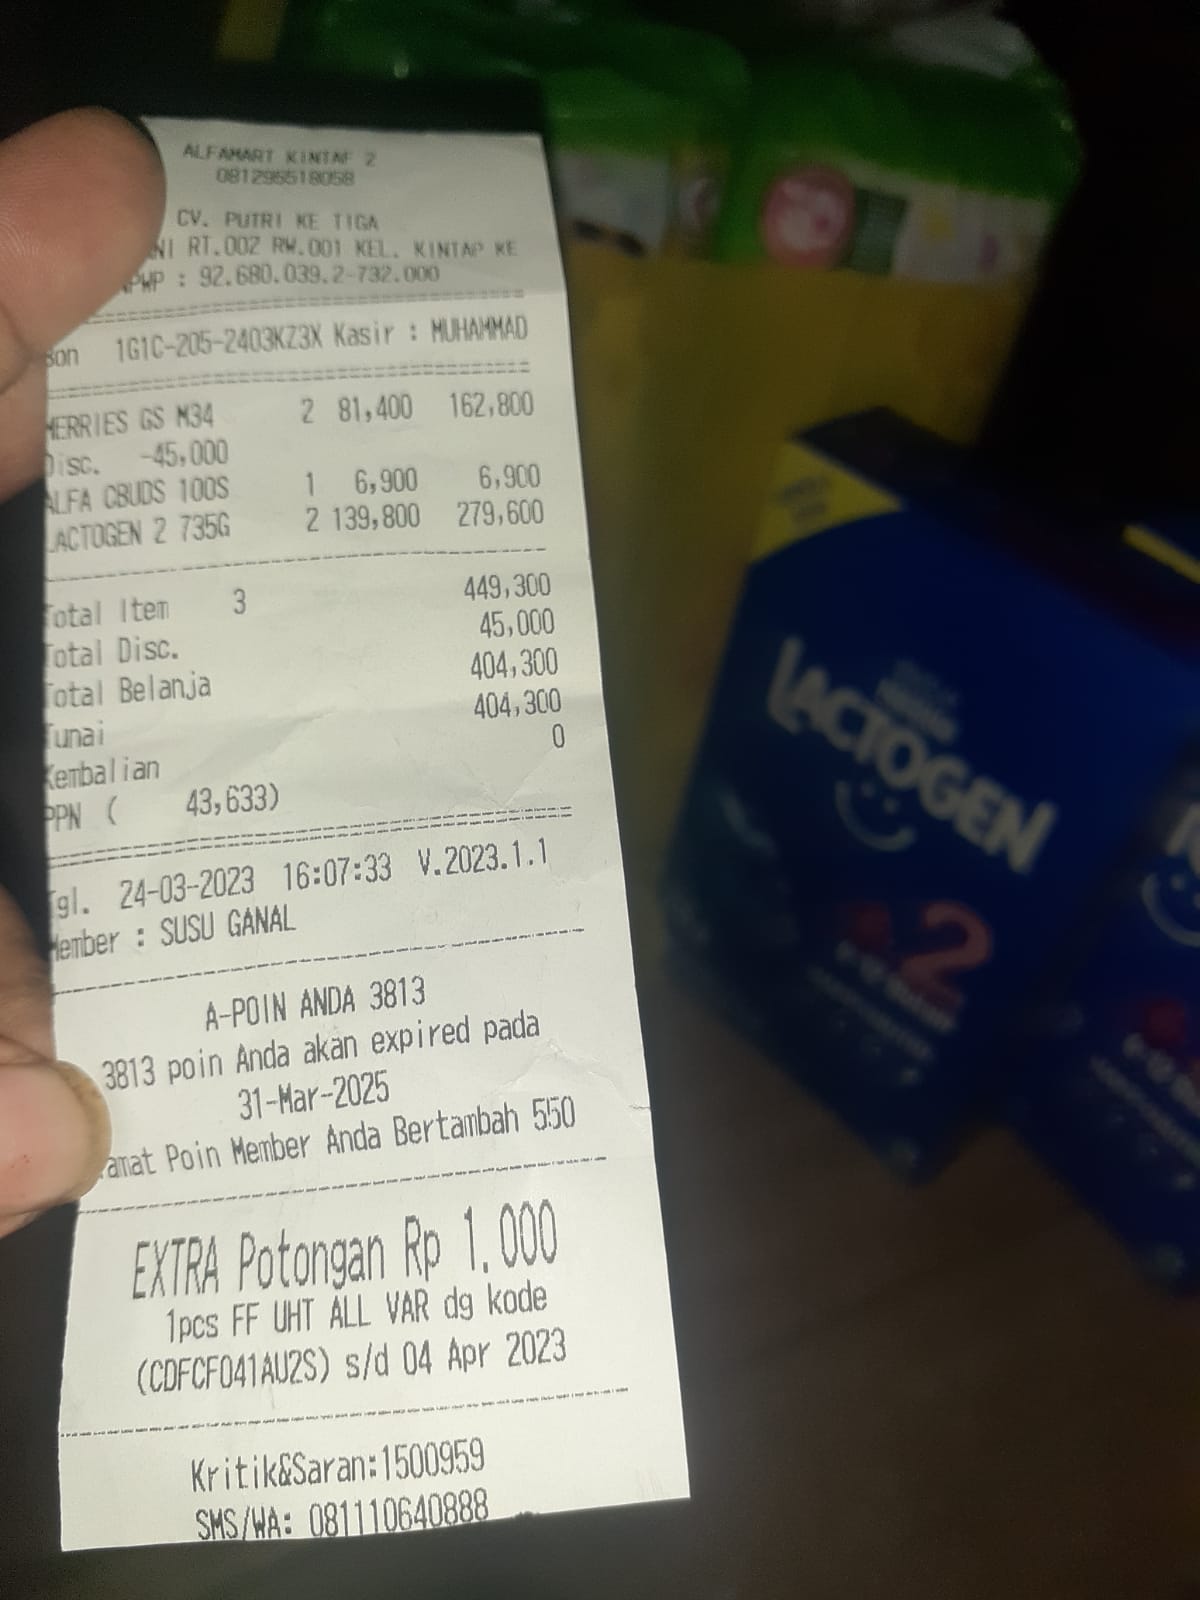 ALFAMART KINTAP 2
081295518058
CV. PUTRI KE TIGA
RT.002 RW.001 KEL. KINTAP KE
PWP : 92.680.039.2-732.000
Bon 1G1C-205-2403KZ3X Kasir : MUHAMMAD
MERRIES GS M34 2 81,400 162,800
Disc. -45,000
ALFA CBUDS 100S 1 6,900 6,900
LACTOGEN 2 735G 2 139,800 279,600
Total Item 3 449,300
Total Disc. 45,000
Total Belanja 404,300
Tunai 404,300
Kembalian 0
PPN ( 43,633)
Tgl. 24-03-2023 16:07:33 V.2023.1.1
Member : SUSU GANAL
A-POIN ANDA 3813
3813 poin Anda akan expired pada
31-Mar-2025
amat Poin Member Anda Bertambah 550
EXTRA Potongan Rp 1.000
1pcs FF UHT ALL VAR dg kode
(CDFCF041AU2S) s/d 04 Apr 2023
Kritik&Saran:1500959
SMS/WA: 081110640888
Nestlé
LACTOGEN
2